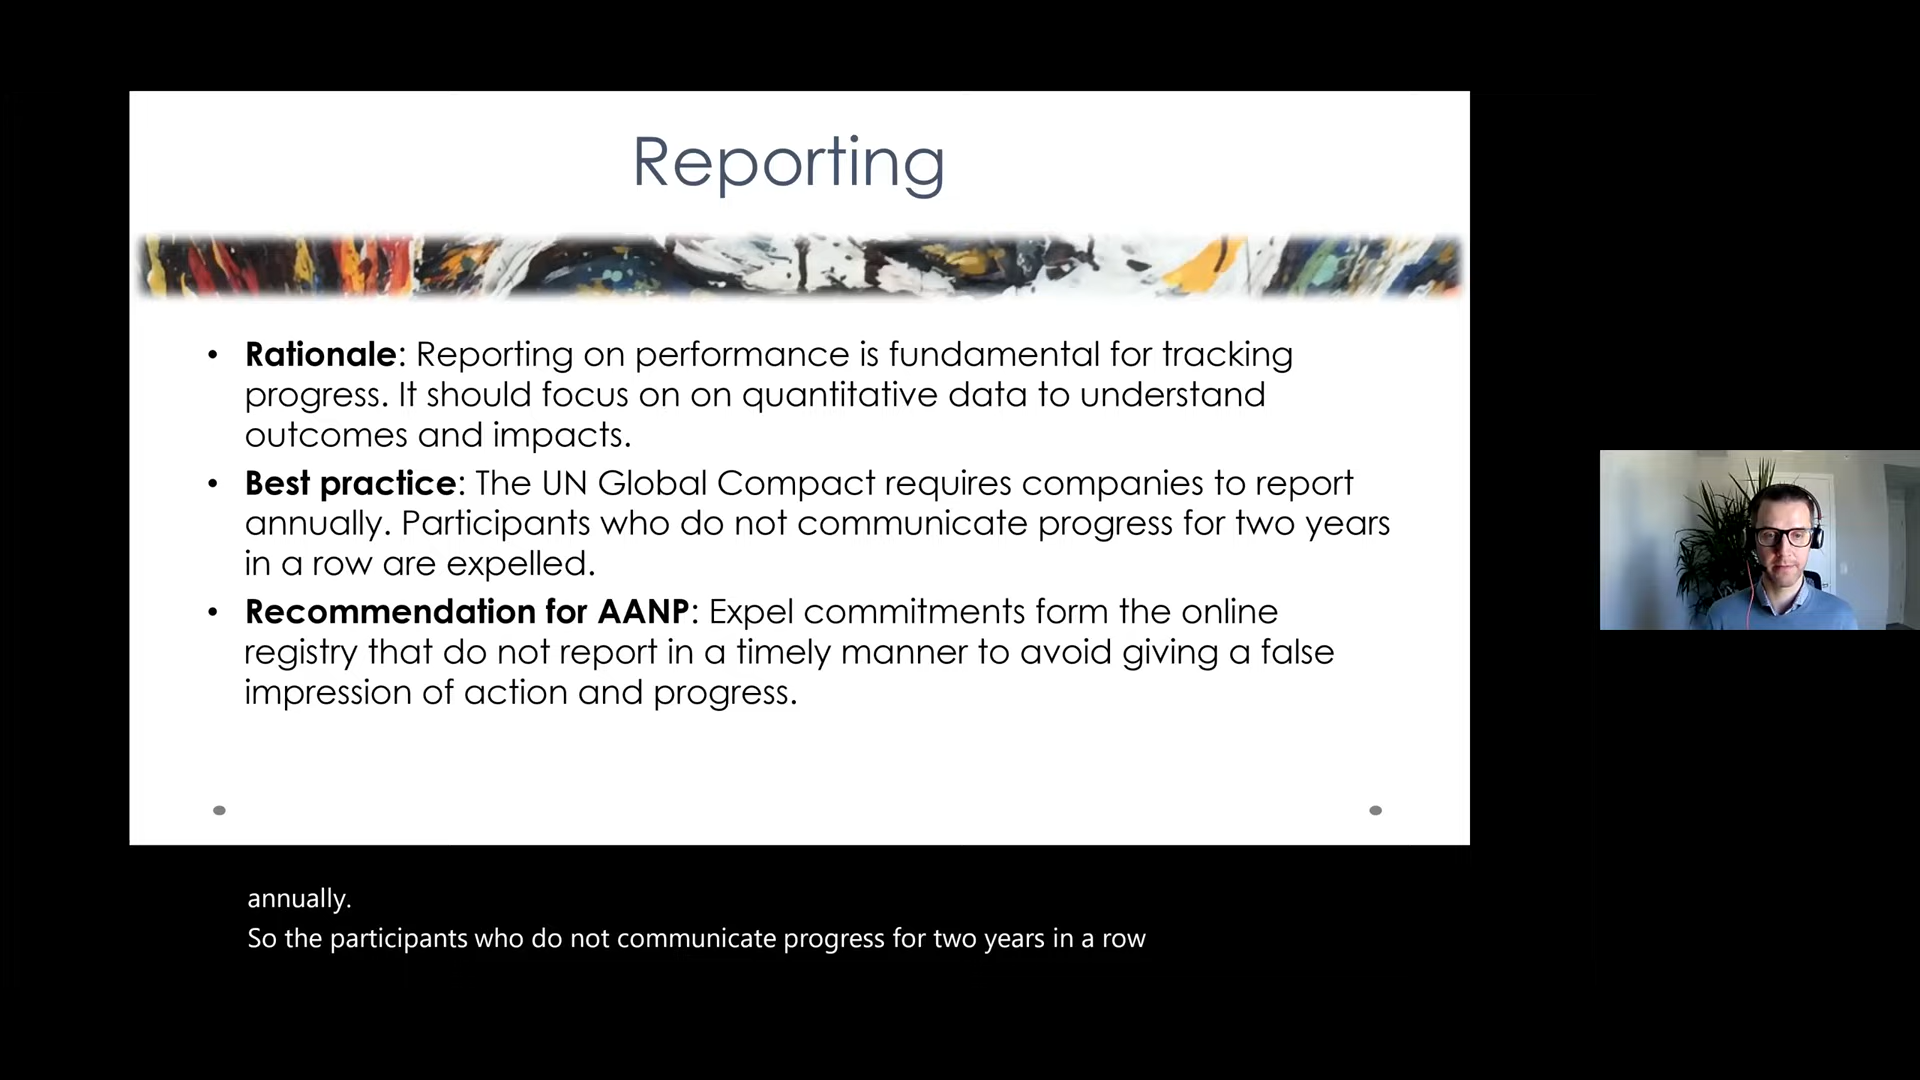 Reporting
• Rationale: Reporting on performance is fundamental for tracking
progress. It should focus on on quantitative data to understand
outcomes and impacts.
• Best practice: The UN Global Compact requires companies to report
annually. Participants who do not communicate progress for two years
in a row are expelled.
• Recommendation for AANP: Expel commitments form the online
registry that do not report in a timely manner to avoid giving a false
impression of action and progress.
annually.
So the participants who do not communicate progress for two years in a row